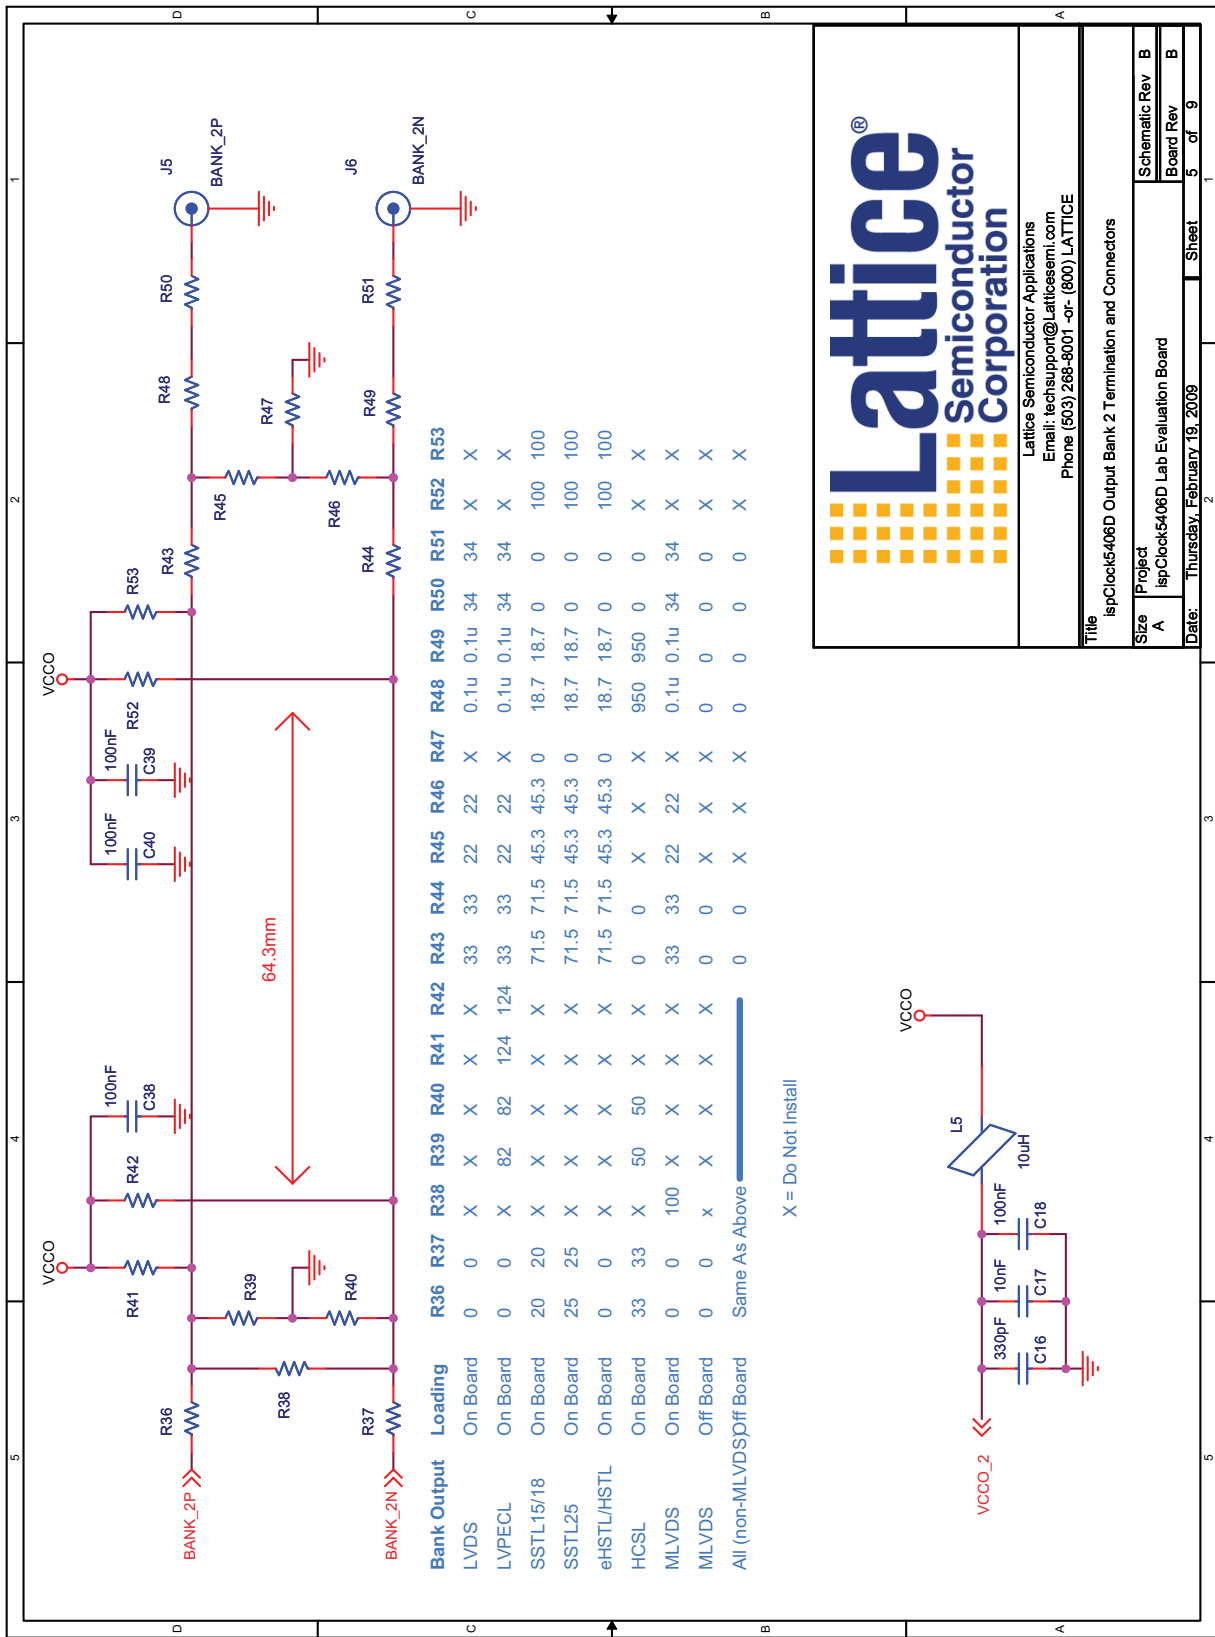 5
4
3
2
1
D
C
B
A
BANK_2P
BANK_2N
R36
R37
R38
R39
R40
R41
R42
VCCO
100nF
C38
64.3mm
100nF
C40
100nF
C39
VCCO
R52
R53
R43
R44
R45
R46
R47
R48
R49
R50
R51
J5
BANK_2P
J6
BANK_2N
Bank Output Loading R36 R37 R38 R39 R40 R41 R42 R43 R44 R45 R46 R47 R48 R49 R50 R51 R52 R53
LVDS On Board 0 0 X X X X X 33 33 22 22 X 0.1u 0.1u 34 34 X X
LVPECL On Board 0 0 X 82 82 124 124 33 33 22 22 X 0.1u 0.1u 34 34 X X
SSTL15/18 On Board 20 20 X X X X X 71.5 71.5 45.3 45.3 0 18.7 18.7 0 0 100 100
SSTL25 On Board 25 25 X X X X X 71.5 71.5 45.3 45.3 0 18.7 18.7 0 0 100 100
eHSTL/HSTL On Board 0 0 X X X X X 71.5 71.5 45.3 45.3 0 18.7 18.7 0 0 100 100
HCSL On Board 33 33 X 50 50 X X 0 0 X X X 950 950 0 0 X X
MLVDS On Board 0 0 100 X X X X 33 33 22 22 X 0.1u 0.1u 34 34 X X
MLVDS Off Board 0 0 x X X X X 0 0 X X X 0 0 0 0 X X
All (non-MLVDS)Off Board Same As Above 0 0 X X X 0 0 0 0 X X
X = Do Not Install
VCCO_2
330pF
C16
10nF
C17
100nF
C18
L5
10uH
VCCO
Lattice®
Semiconductor
Corporation
Lattice Semiconductor Applications
Email: techsupport@Latticesemi.com
Phone (503) 268-8001 -or- (800) LATTICE
Title
ispClock5406D Output Bank 2 Termination and Connectors
Size
A
Project
ispClock5406D Lab Evaluation Board
Schematic Rev B
Board Rev B
Date: Thursday, February 19, 2009 Sheet 5 of 9
5
4
3
2
1
D
C
B
A